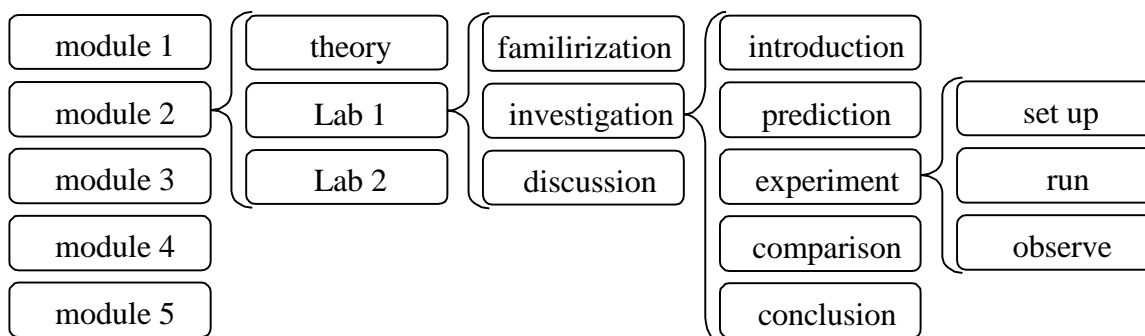 module 1
module 2
module 3
module 4
module 5
theory
Lab 1
Lab 2
familirization
investigation
discussion
introduction
prediction
experiment
comparison
conclusion
set up
run
observe